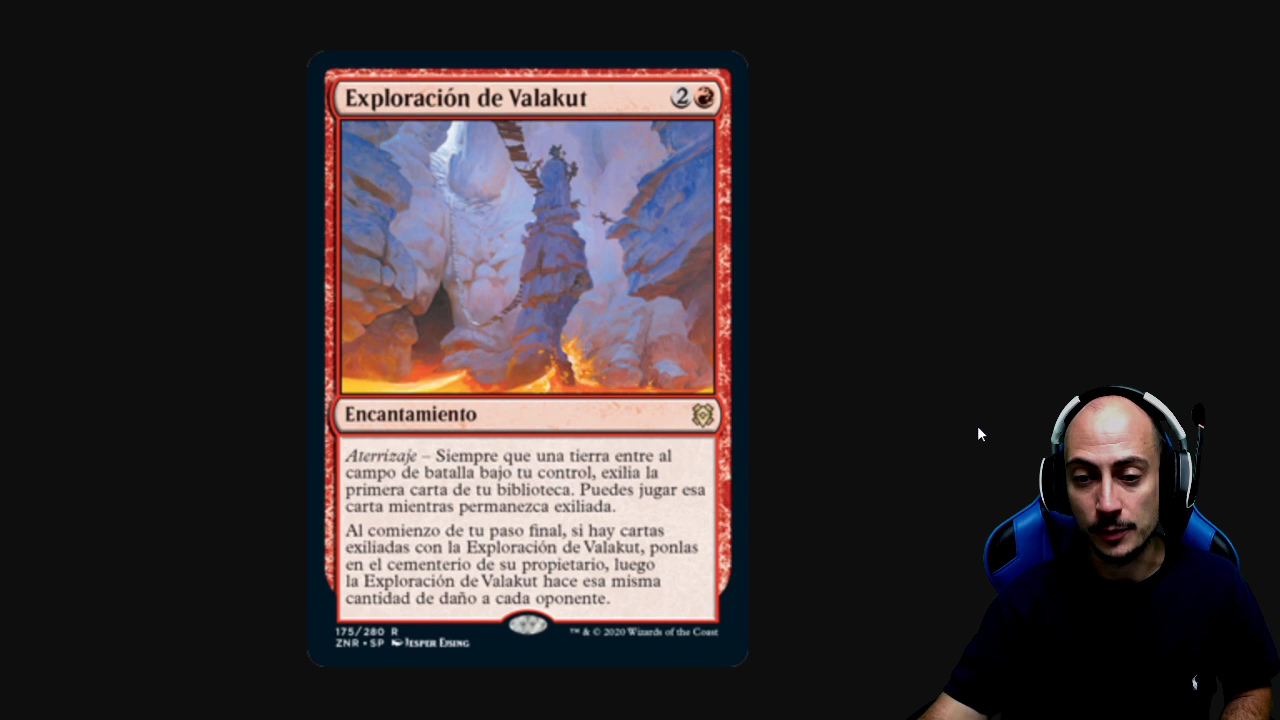 Exploración de Valakut 2
Encantamiento
Aterrizaje – Siempre que una tierra entre al
campo de batalla bajo tu control, exilia la
primera carta de tu biblioteca. Puedes jugar esa
carta mientras permanezca exiliada.
Al comienzo de tu paso final, si hay cartas
exiliadas con la Exploración de Valakut, ponlas
en el cementerio de su propietario, luego
la Exploración de Valakut hace esa misma
cantidad de daño a cada oponente.
175/280 R
ZNR • SP JESPER EJSING
™ & © 2020 Wizards of the Coast